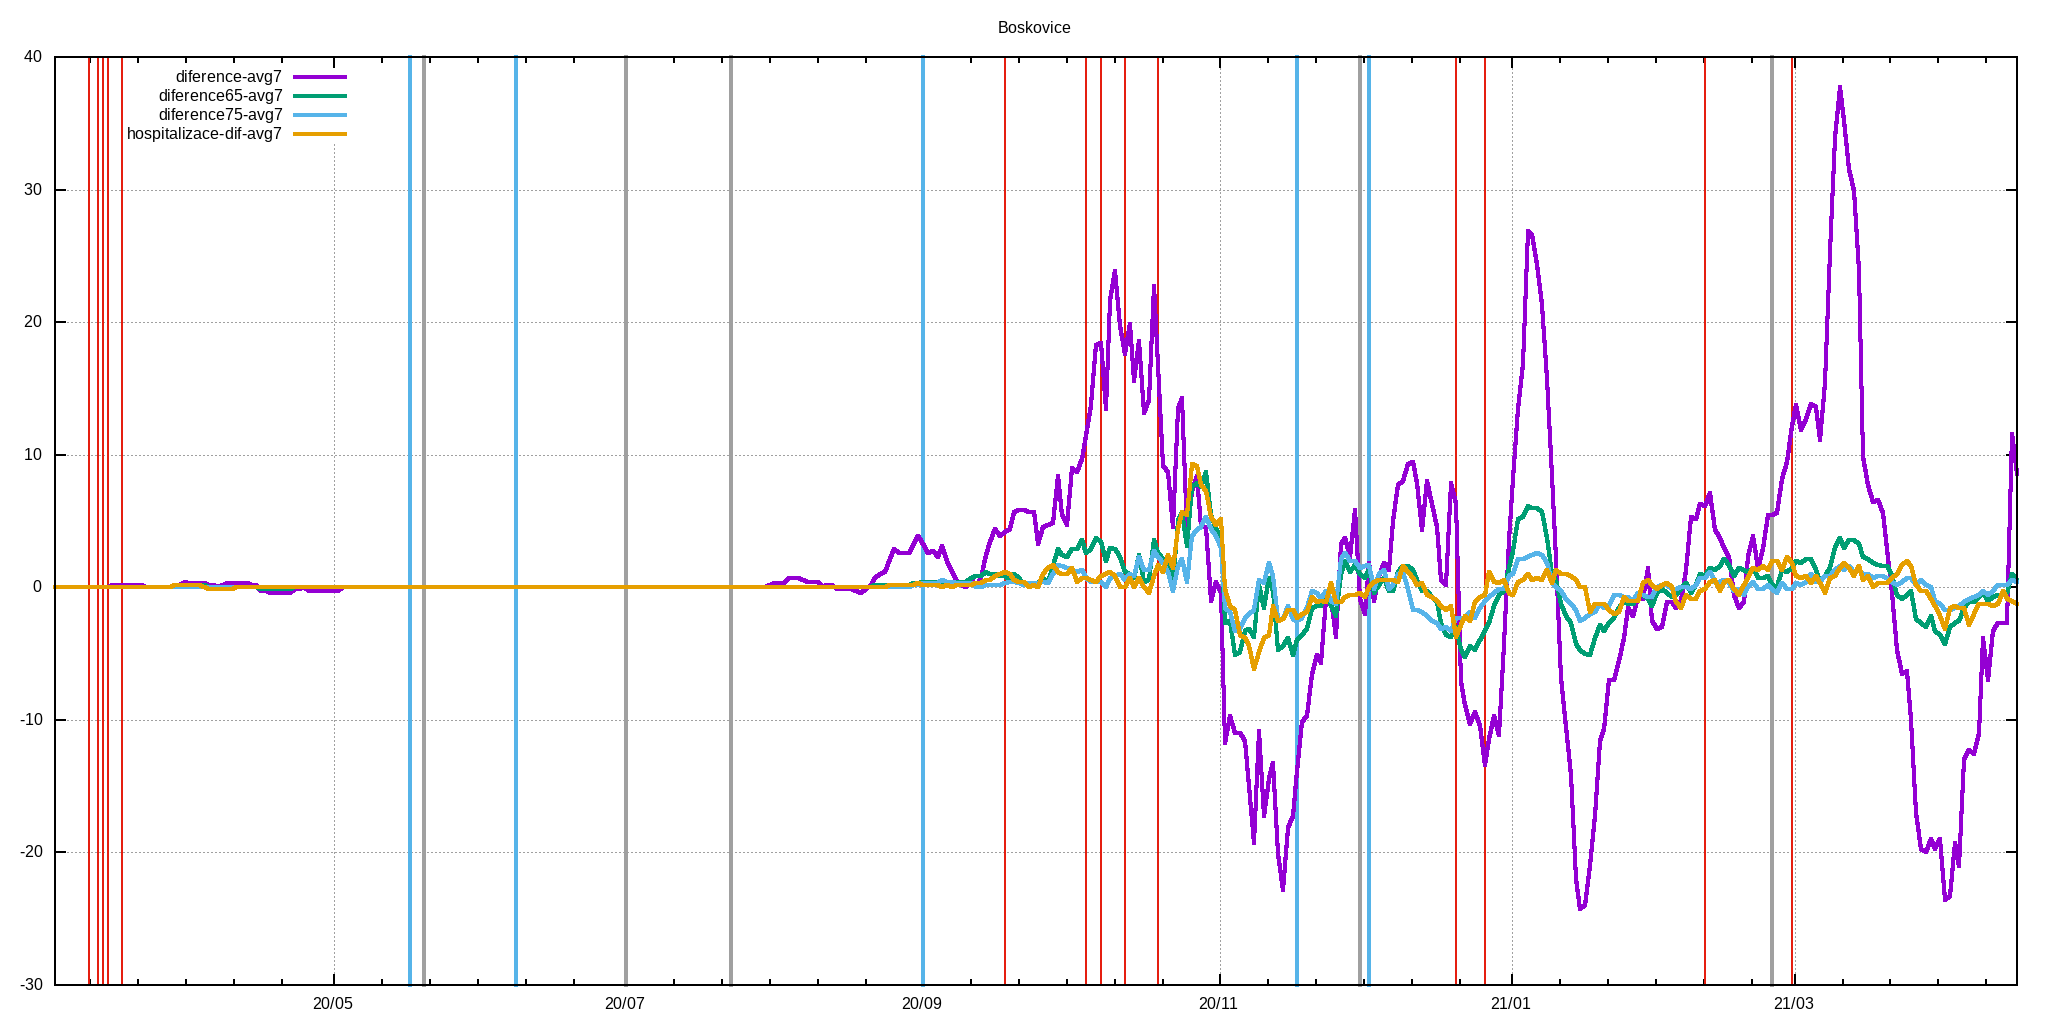 Boskovice
40
diference-avg7
diference65-avg7
diference75-avg7
hospitalizace-dif-avg7
30
20
10
0
-10
-20
-30
20/05 20/07 20/09 20/11 21/01 21/03